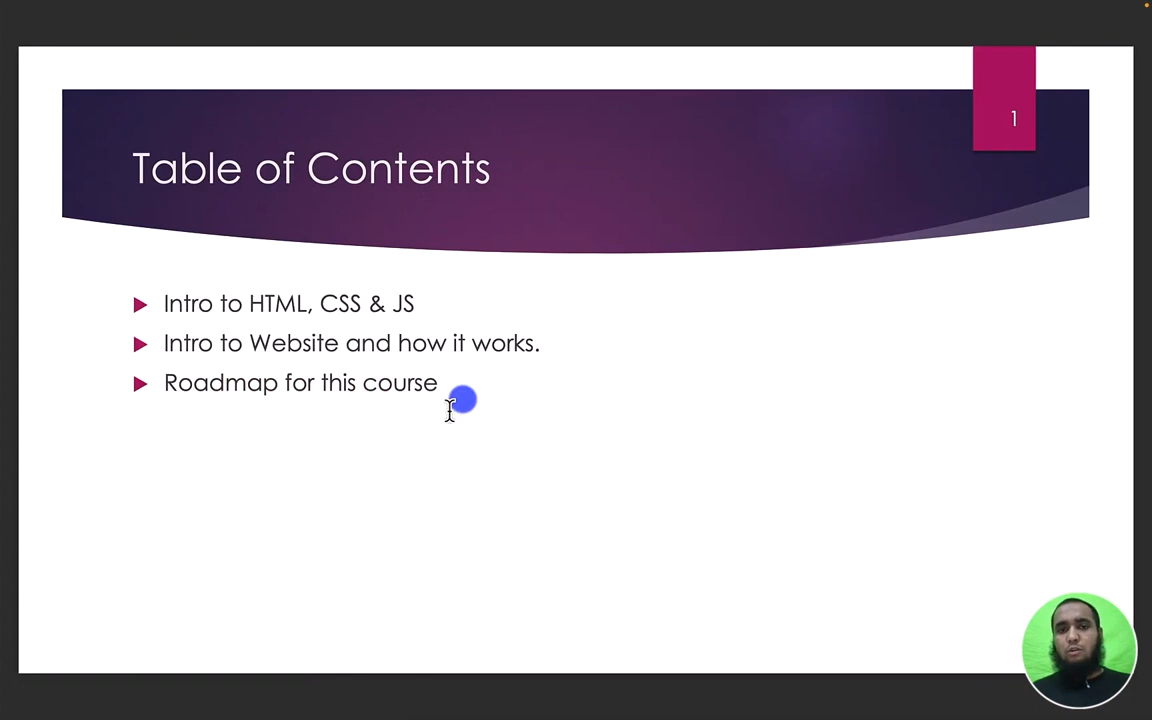 1
Table of Contents
Intro to HTML, CSS & JS
Intro to Website and how it works.
Roadmap for this course